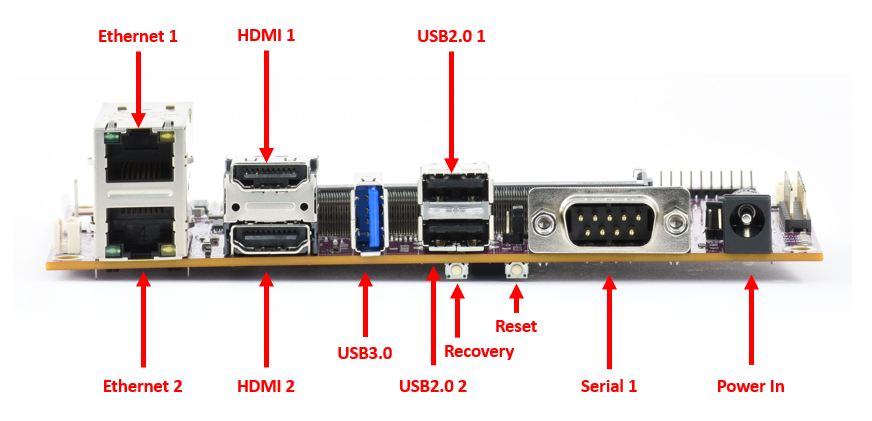 Ethernet 1
HDMI 1
USB2.0 1
Reset
USB3.0
Recovery
Ethernet 2
HDMI 2
USB2.0 2
Serial 1
Power In